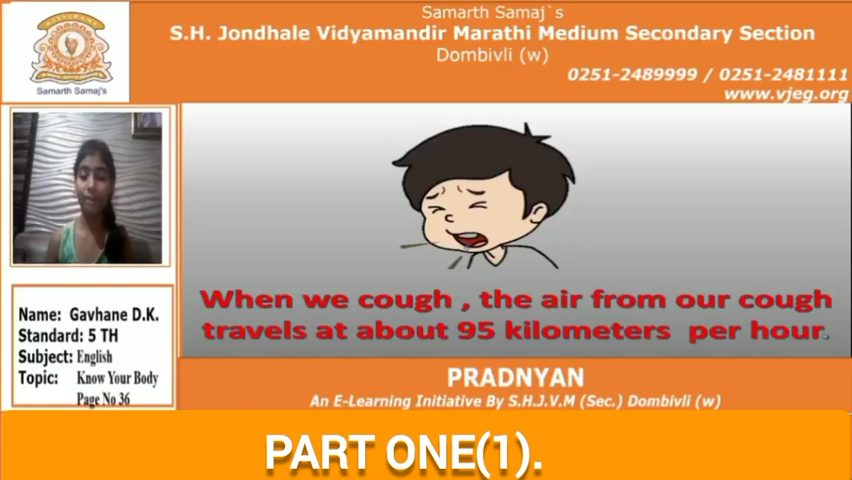 Samarth Samaj`s
S.H. Jondhale Vidyamandir Marathi Medium Secondary Section
Dombivli (w)
0251-2489999 / 0251-2481111
www.vjeg.org
Samarth Samaj's
When we cough , the air from our cough
travels at about 95 kilometers per hour.
Name: Gavhane D.K.
Standard: 5 TH
Subject: English
Topic: Know Your Body
Page No 36
PRADNYAN
An E-Learning Initiative By S.H.J.V.M (Sec.) Dombivli (w)
PART ONE(1).